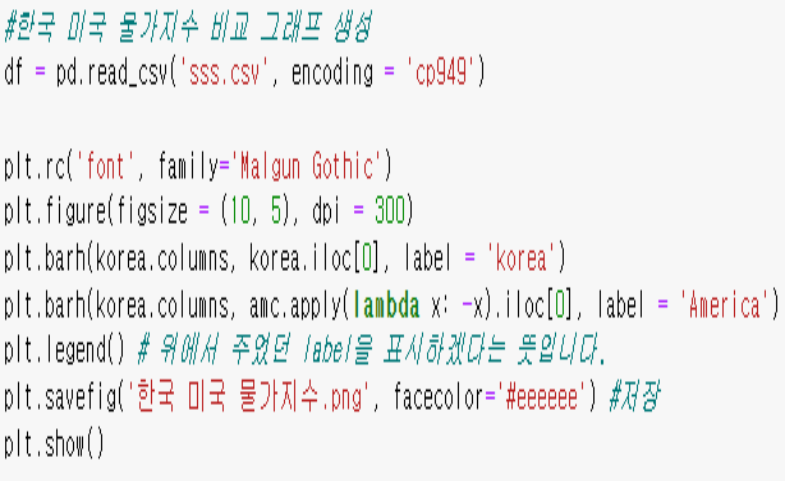 #한국 미국 물가지수 비교 그래프 생성
df = pd.read_csv('sss.csv', encoding = 'cp949')
plt.rc('font', family='Malgun Gothic')
plt.figure(figsize = (10, 5), dpi = 300)
plt.barh(korea.columns, korea.iloc[0], label = 'korea')
plt.barh(korea.columns, amc.apply(lambda x: -x).iloc[0], label = 'America')
plt.legend() # 위에서 주었던 label을 표시하겠다는 뜻입니다.
plt.savefig('한국 미국 물가지수.png', facecolor='#eeeeee') #저장
plt.show()